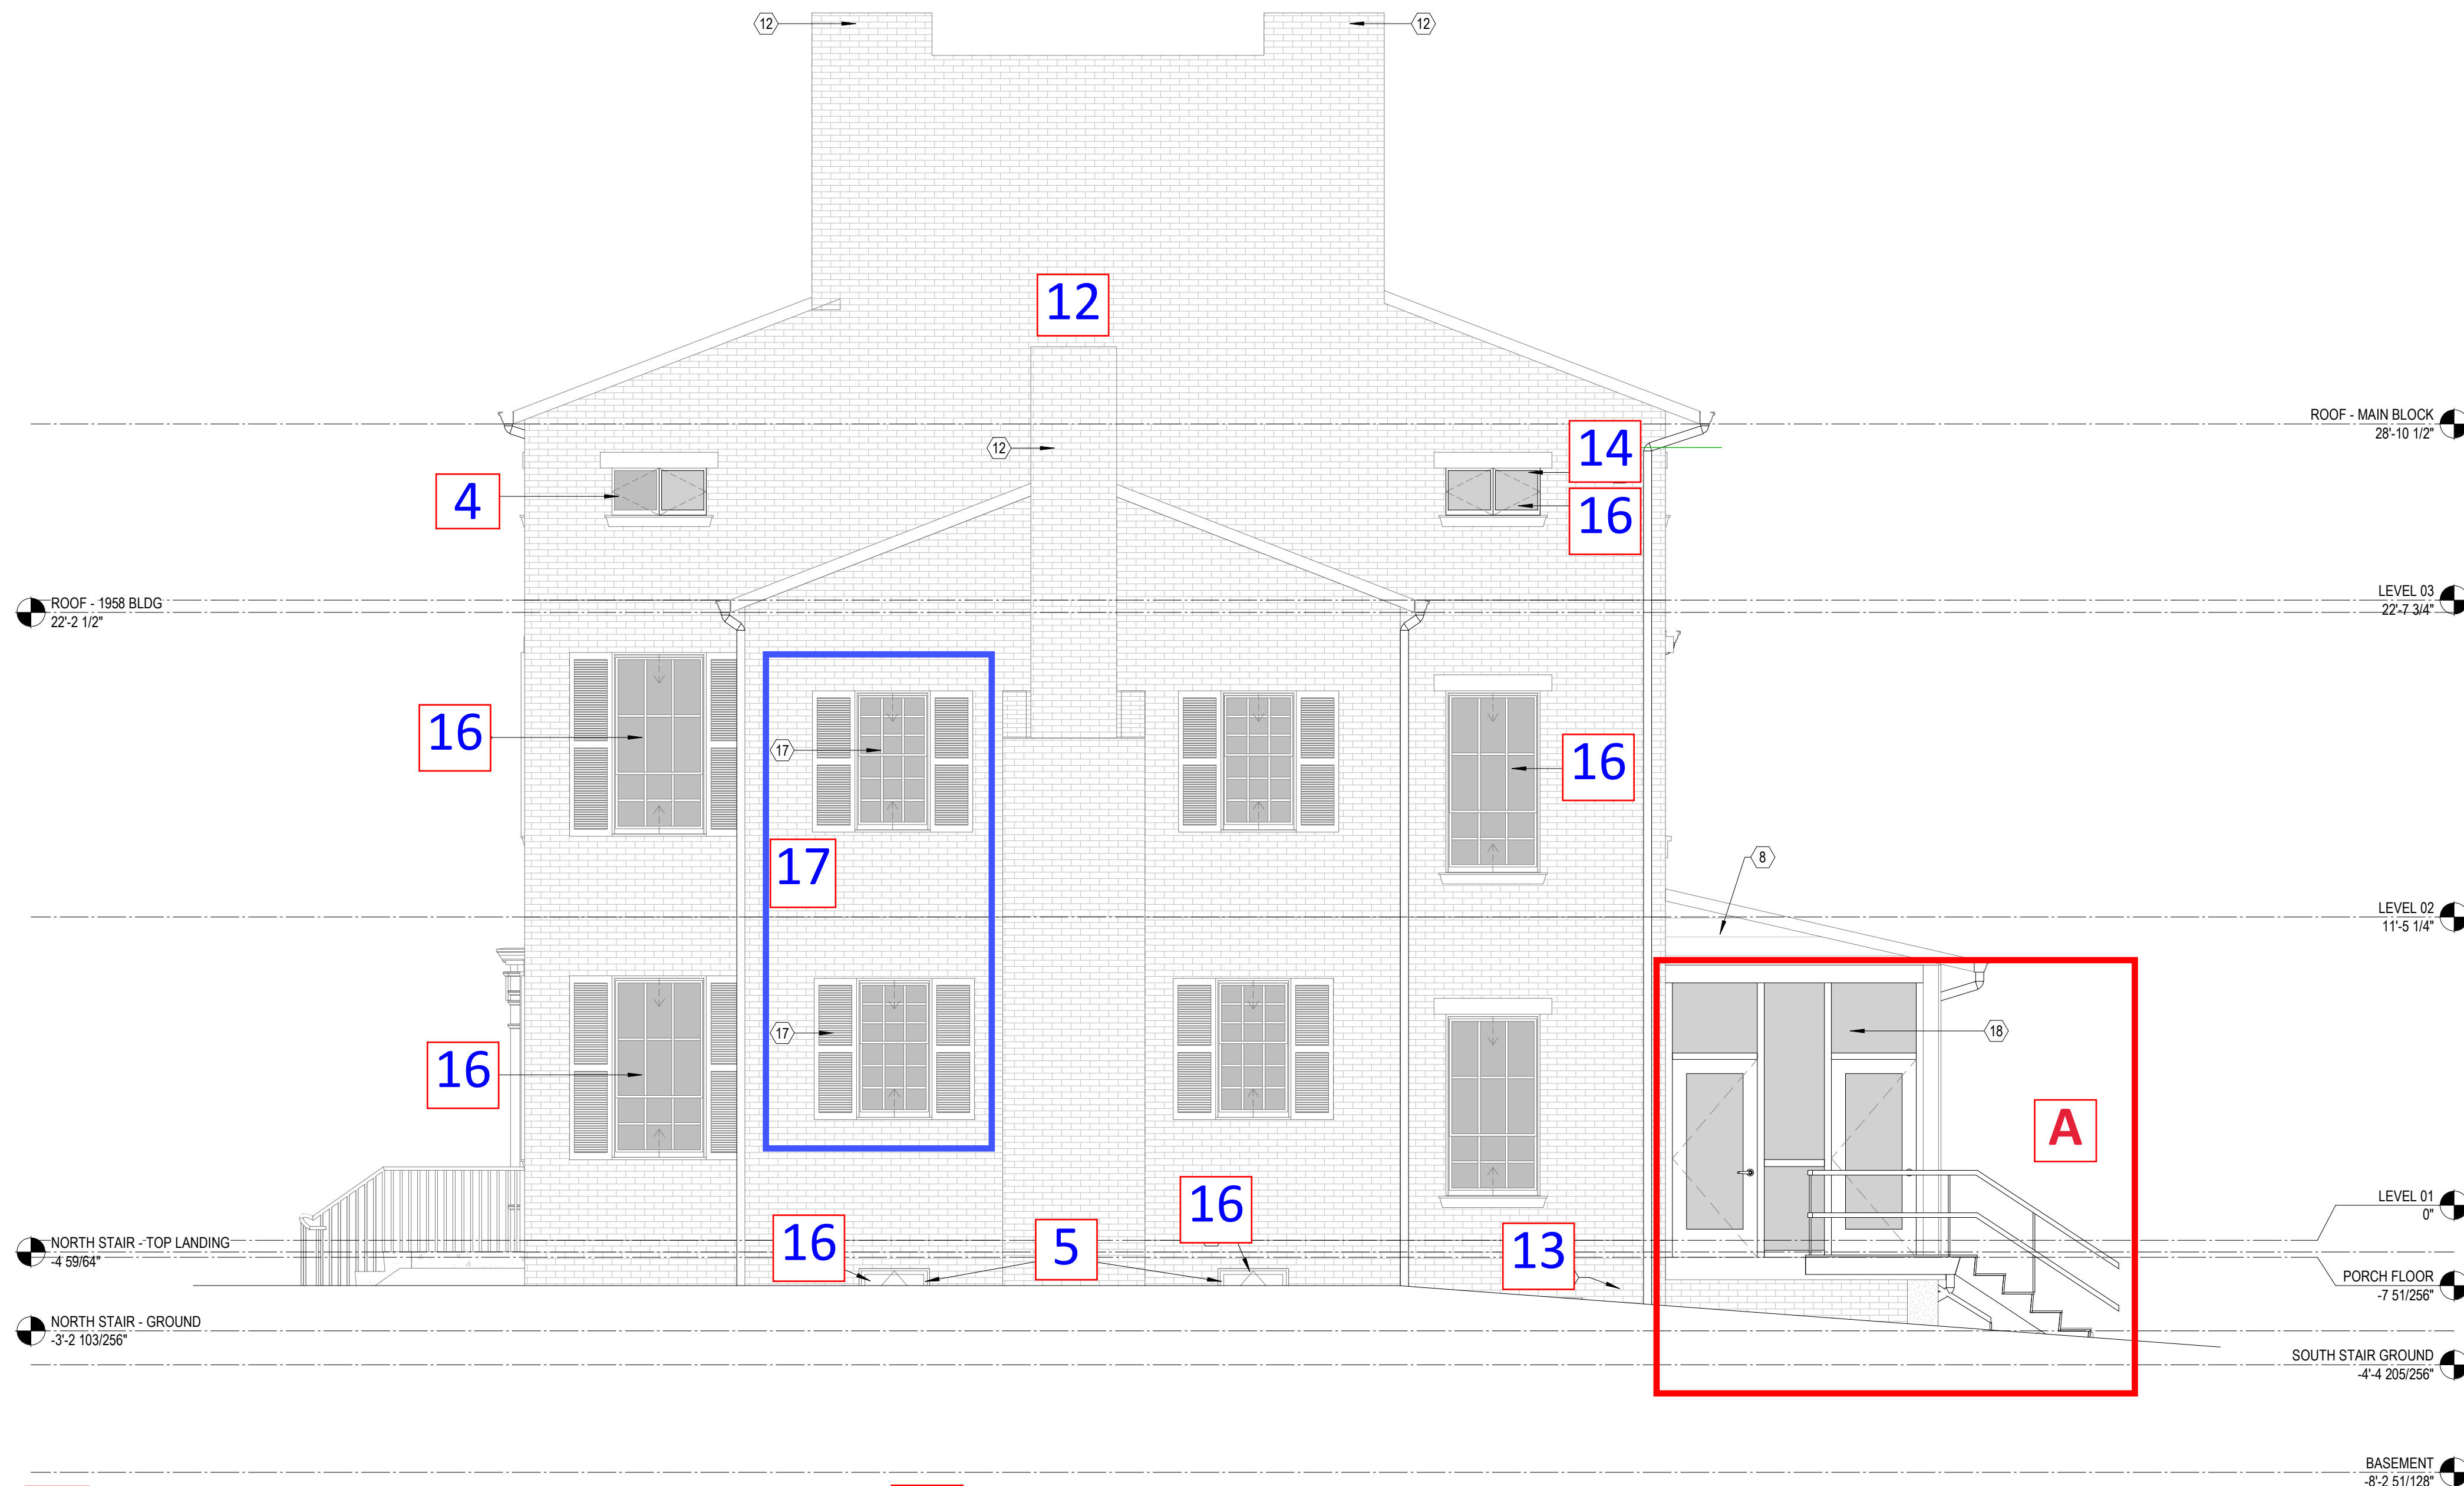 12
12
12
ROOF - MAIN BLOCK
28'-10 1/2"
14
12
4
16
ROOF - 1958 BLDG
22'-2 1/2"
LEVEL 03
22'-7 3/4"
16
17
16
17
8
LEVEL 02
11'-5 1/4"
17
18
16
A
16
16
5
13
LEVEL 01
0"
NORTH STAIR - TOP LANDING
-4 59/64"
PORCH FLOOR
-7 51/256"
NORTH STAIR - GROUND
-3'-2 103/256"
SOUTH STAIR GROUND
-4'-4 205/256"
BASEMENT
-8'-2 51/128"